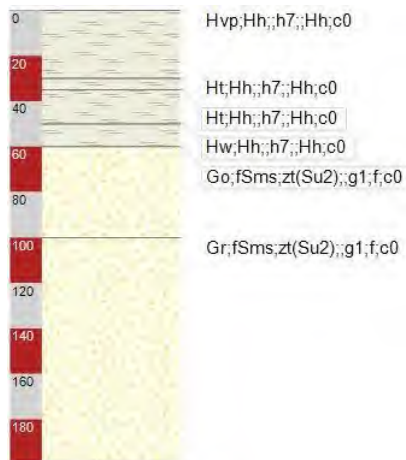 0
Hvp;Hh;;h7;;Hh;c0
20
Ht;Hh;;h7;;Hh;c0
40
Ht;Hh;;h7;;Hh;c0
Hw;Hh;;h7;;Hh;c0
60
Go;fSms;zt(Su2);;g1;f;c0
80
100
Gr;fSms;zt(Su2);;g1;f;c0
120
140
160
180